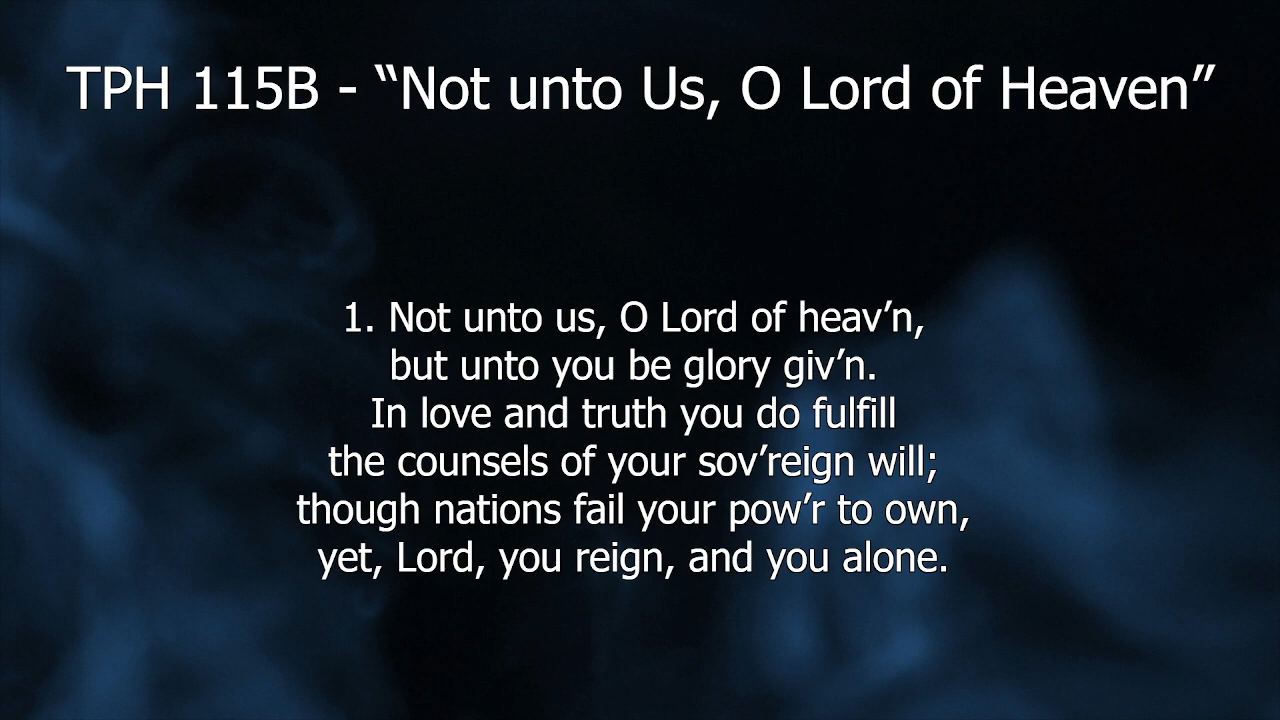 TPH 115B - “Not unto Us, O Lord of Heaven”
1. Not unto us, O Lord of heav’n,
but unto you be glory giv’n.
In love and truth you do fulfill
the counsels of your sov’reign will;
though nations fail your pow’r to own,
yet, Lord, you reign, and you alone.